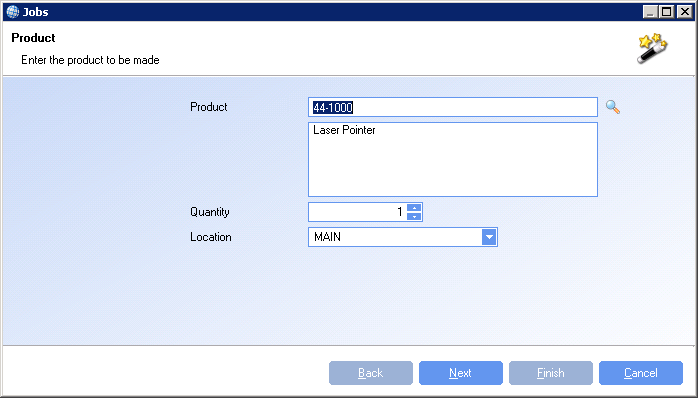 Jobs
Product
Enter the product to be made
Product 44-1000
Laser Pointer
Quantity 1
Location MAIN
Back Next Finish Cancel